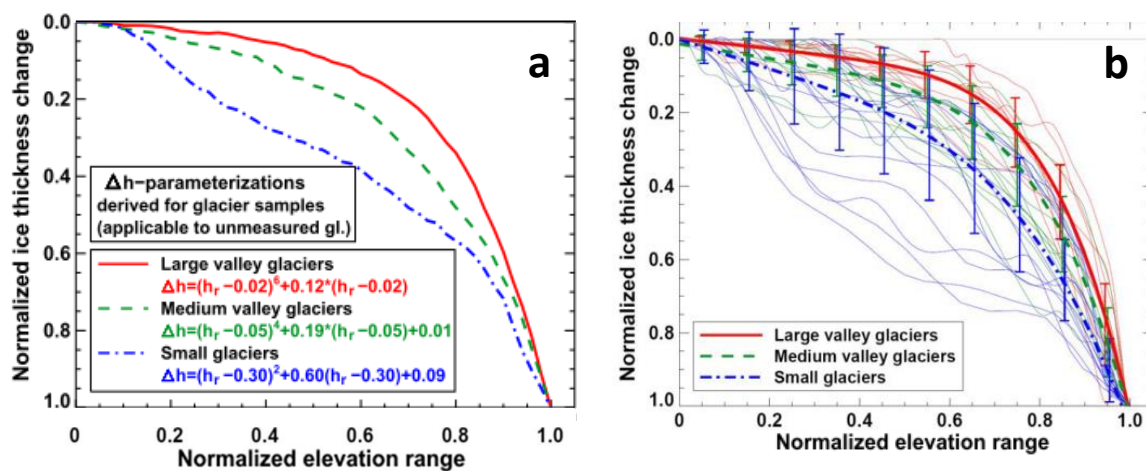 a
0.0
0.2
0.4
0.6
0.8
1.0
Normalized ice thickness change
Δh−parameterizations
derived for glacier samples
(applicable to unmeasured gl.)
Large valley glaciers
Δh=(hr−0.02)⁶+0.12*(hr−0.02)
Medium valley glaciers
Δh=(hr−0.05)⁴+0.19*(hr−0.05)+0.01
Small glaciers
Δh=(hr−0.30)²+0.60(hr−0.30)+0.09
0 0.2 0.4 0.6 0.8 1.0
Normalized elevation range
b
0.0
0.2
0.4
0.6
0.8
1.0
Normalized ice thickness change
Large valley glaciers
Medium valley glaciers
Small glaciers
0 0.2 0.4 0.6 0.8 1.0
Normalized elevation range